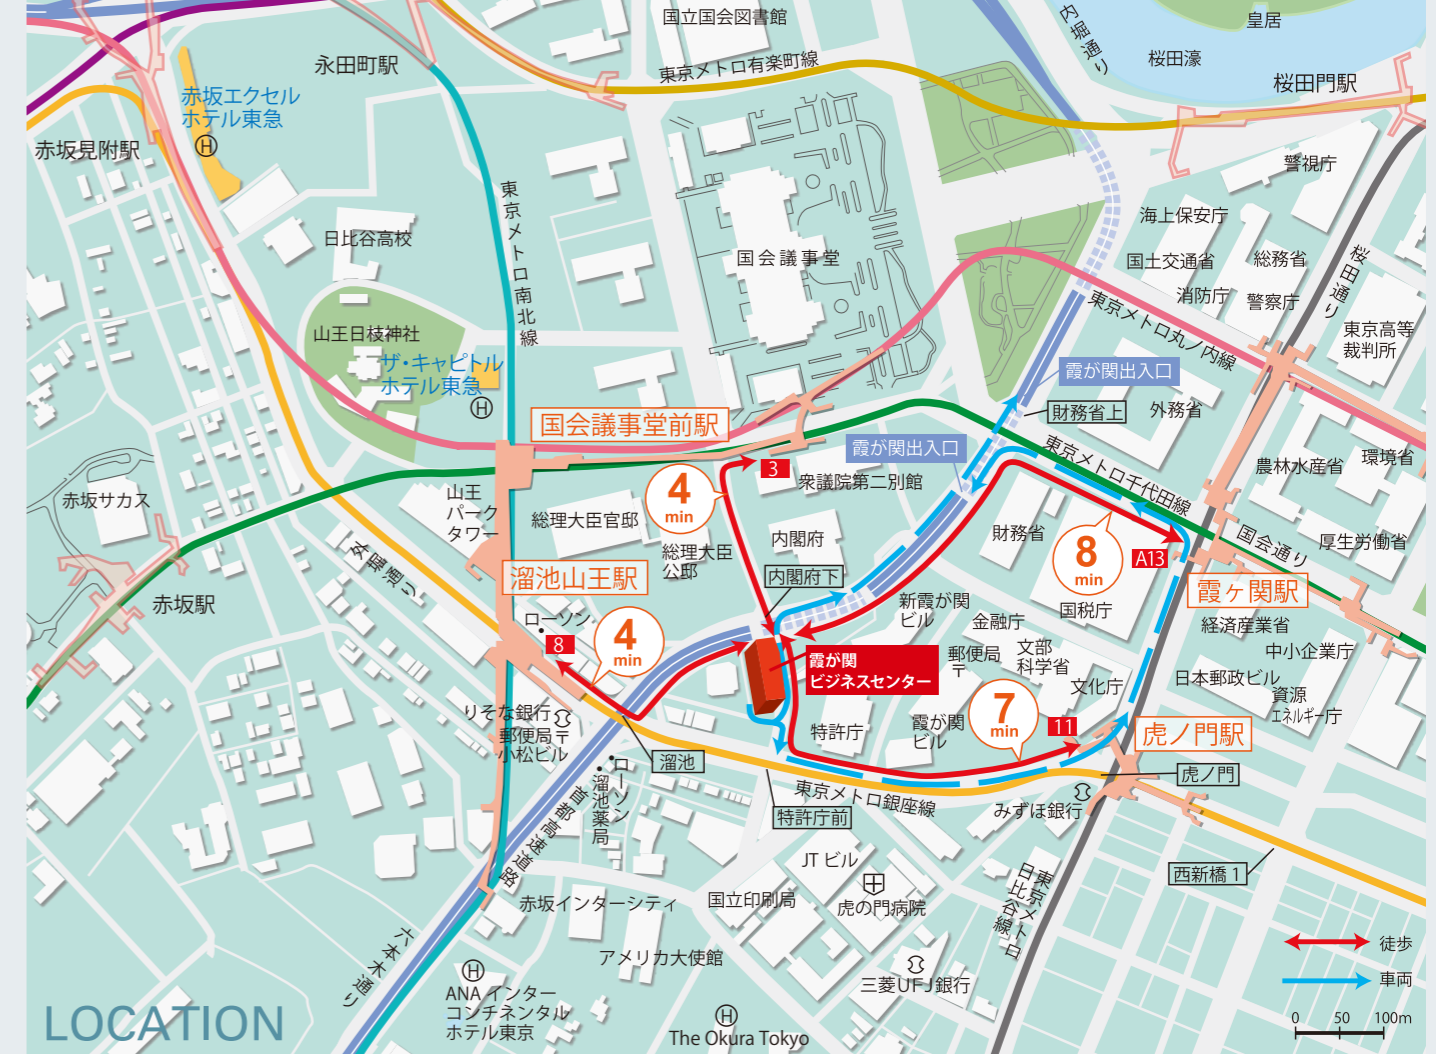 国立国会図書館
内堀通り
皇居
桜田濠
永田町駅
東京メトロ有楽町線
桜田門駅
赤坂エクセル
ホテル東急
H
赤坂見附駅
警視庁
東京メトロ南北線
海上保安庁
日比谷高校
国会議事堂
国土交通省
総務省
桜田通り
消防庁
警察庁
東京メトロ丸ノ内線
山王日枝神社
東京高等
裁判所
ザ・キャピトル
ホテル東急
H
霞が関出入口
財務省上
外務省
国会議事堂前駅
霞が関出入口
東京メトロ千代田線
農林水産省
環境省
3
衆議院第二別館
4
min
赤坂サカス
山王
パーク
タワー
総理大臣官邸
総理大臣
公邸
内閣府
財務省
8
min
A13
国会通り
厚生労働省
外堀通り
溜池山王駅
内閣府下
霞ヶ関駅
赤坂駅
ローソン
8
4
min
新霞が関
ビル
金融庁
国税庁
経済産業省
中小企業庁
霞が関
ビジネスセンター
郵便局
〒
文部
科学省
文化庁
日本郵政ビル
資源
エネルギー庁
りそな銀行
郵便局〒
小松ビル
特許庁
霞が関
ビル
7
min
11
虎ノ門駅
溜池
虎ノ門
ローソン
溜池薬局
首都高速道路
東京メトロ銀座線
特許庁前
みずほ銀行
JT ビル
西新橋 1
東京メトロ
日比谷線
赤坂インターシティ
国立印刷局
虎の門病院
六本木通り
アメリカ大使館
徒歩
H
ANA インター
コンチネンタル
ホテル東京
三菱UFJ銀行
車両
LOCATION
H
The Okura Tokyo
0 50 100m